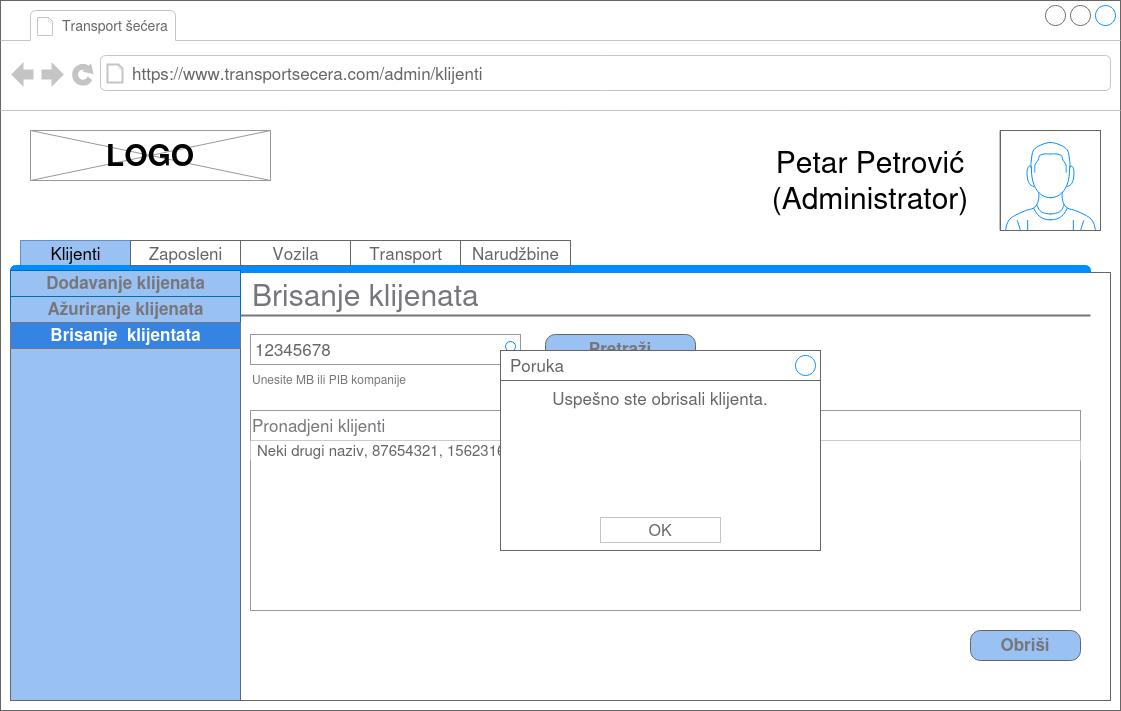 Transport šećera
https://www.transportsecera.com/admin/klijenti
LOGO
Petar Petrović
(Administrator)
Klijenti Zaposleni Vozila Transport Narudžbine
Dodavanje klijenata
Ažuriranje klijenata
Brisanje klijentata
Brisanje klijenata
12345678
Pretraži
Unesite MB ili PIB kompanije
Pronadjeni klijenti
Neki drugi naziv, 87654321, 1562316
Poruka
Uspešno ste obrisali klijenta.
OK
Obriši